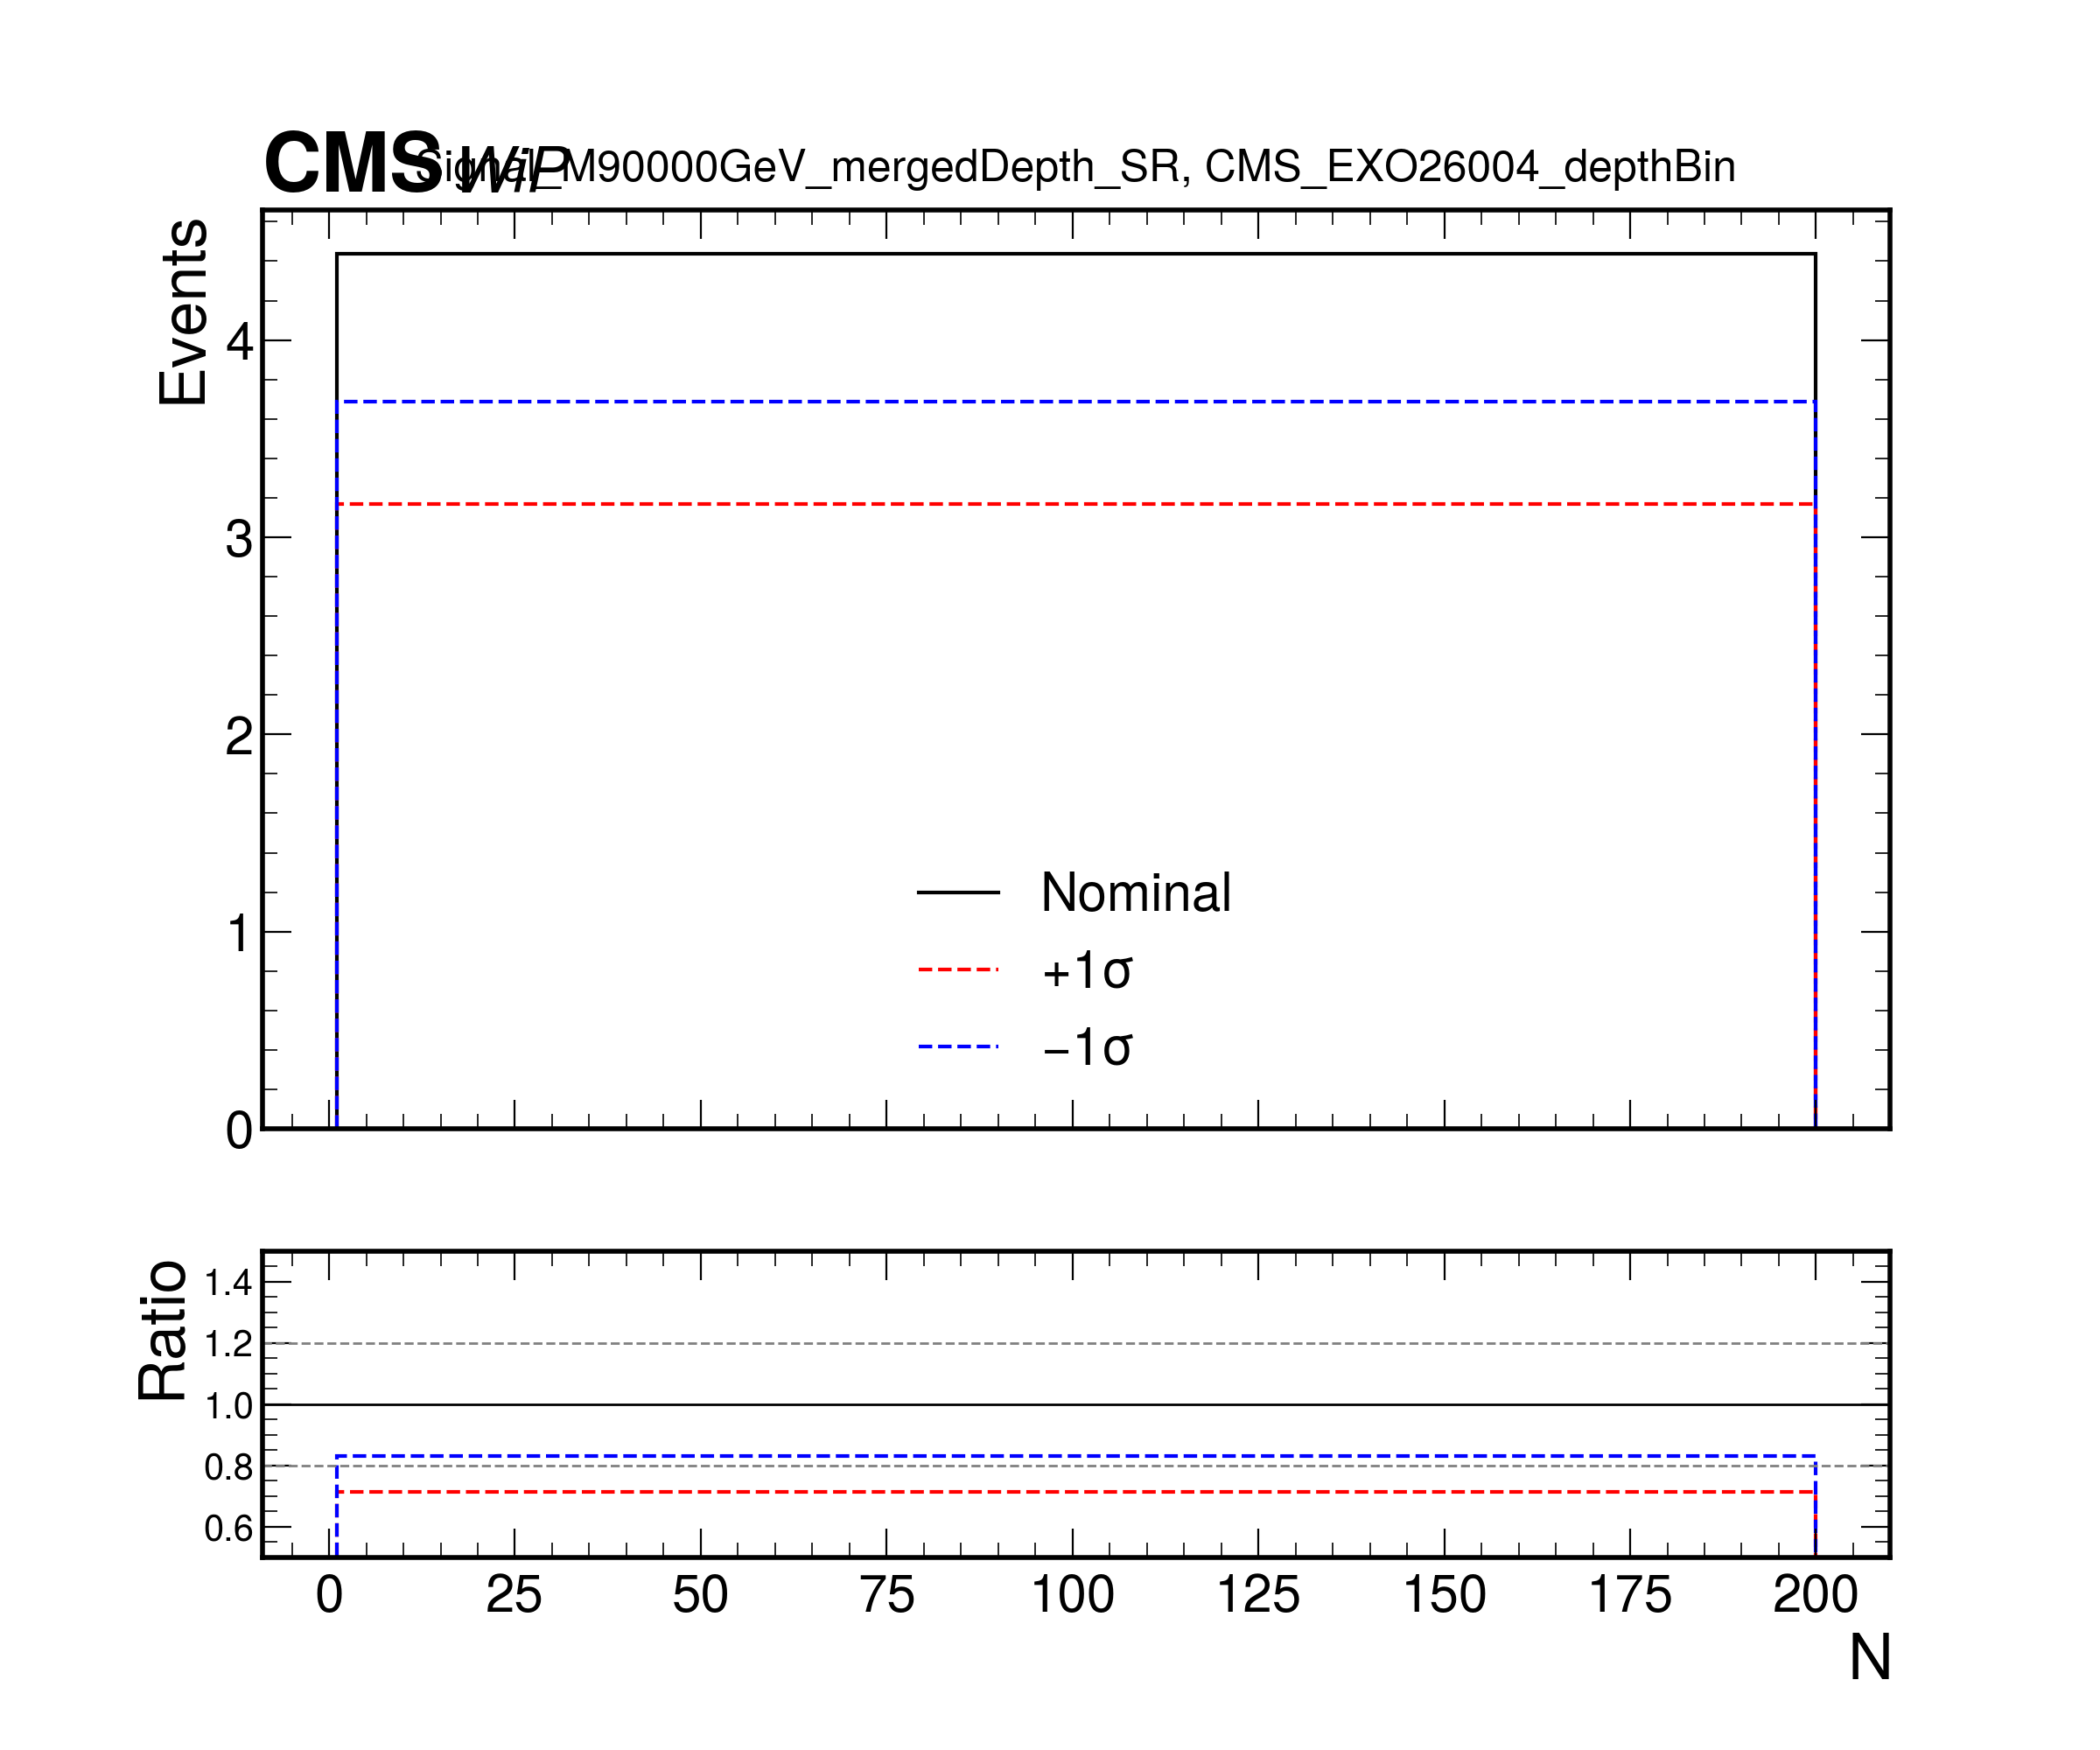 CMS WiP
Signal_M90000GeV_mergedDepth_SR, CMS_EXO26004_depthBin
Events
4
3
2
1
0
Nominal
+1σ
−1σ
Ratio
1.4
1.2
1.0
0.8
0.6
0 25 50 75 100 125 150 175 200
N